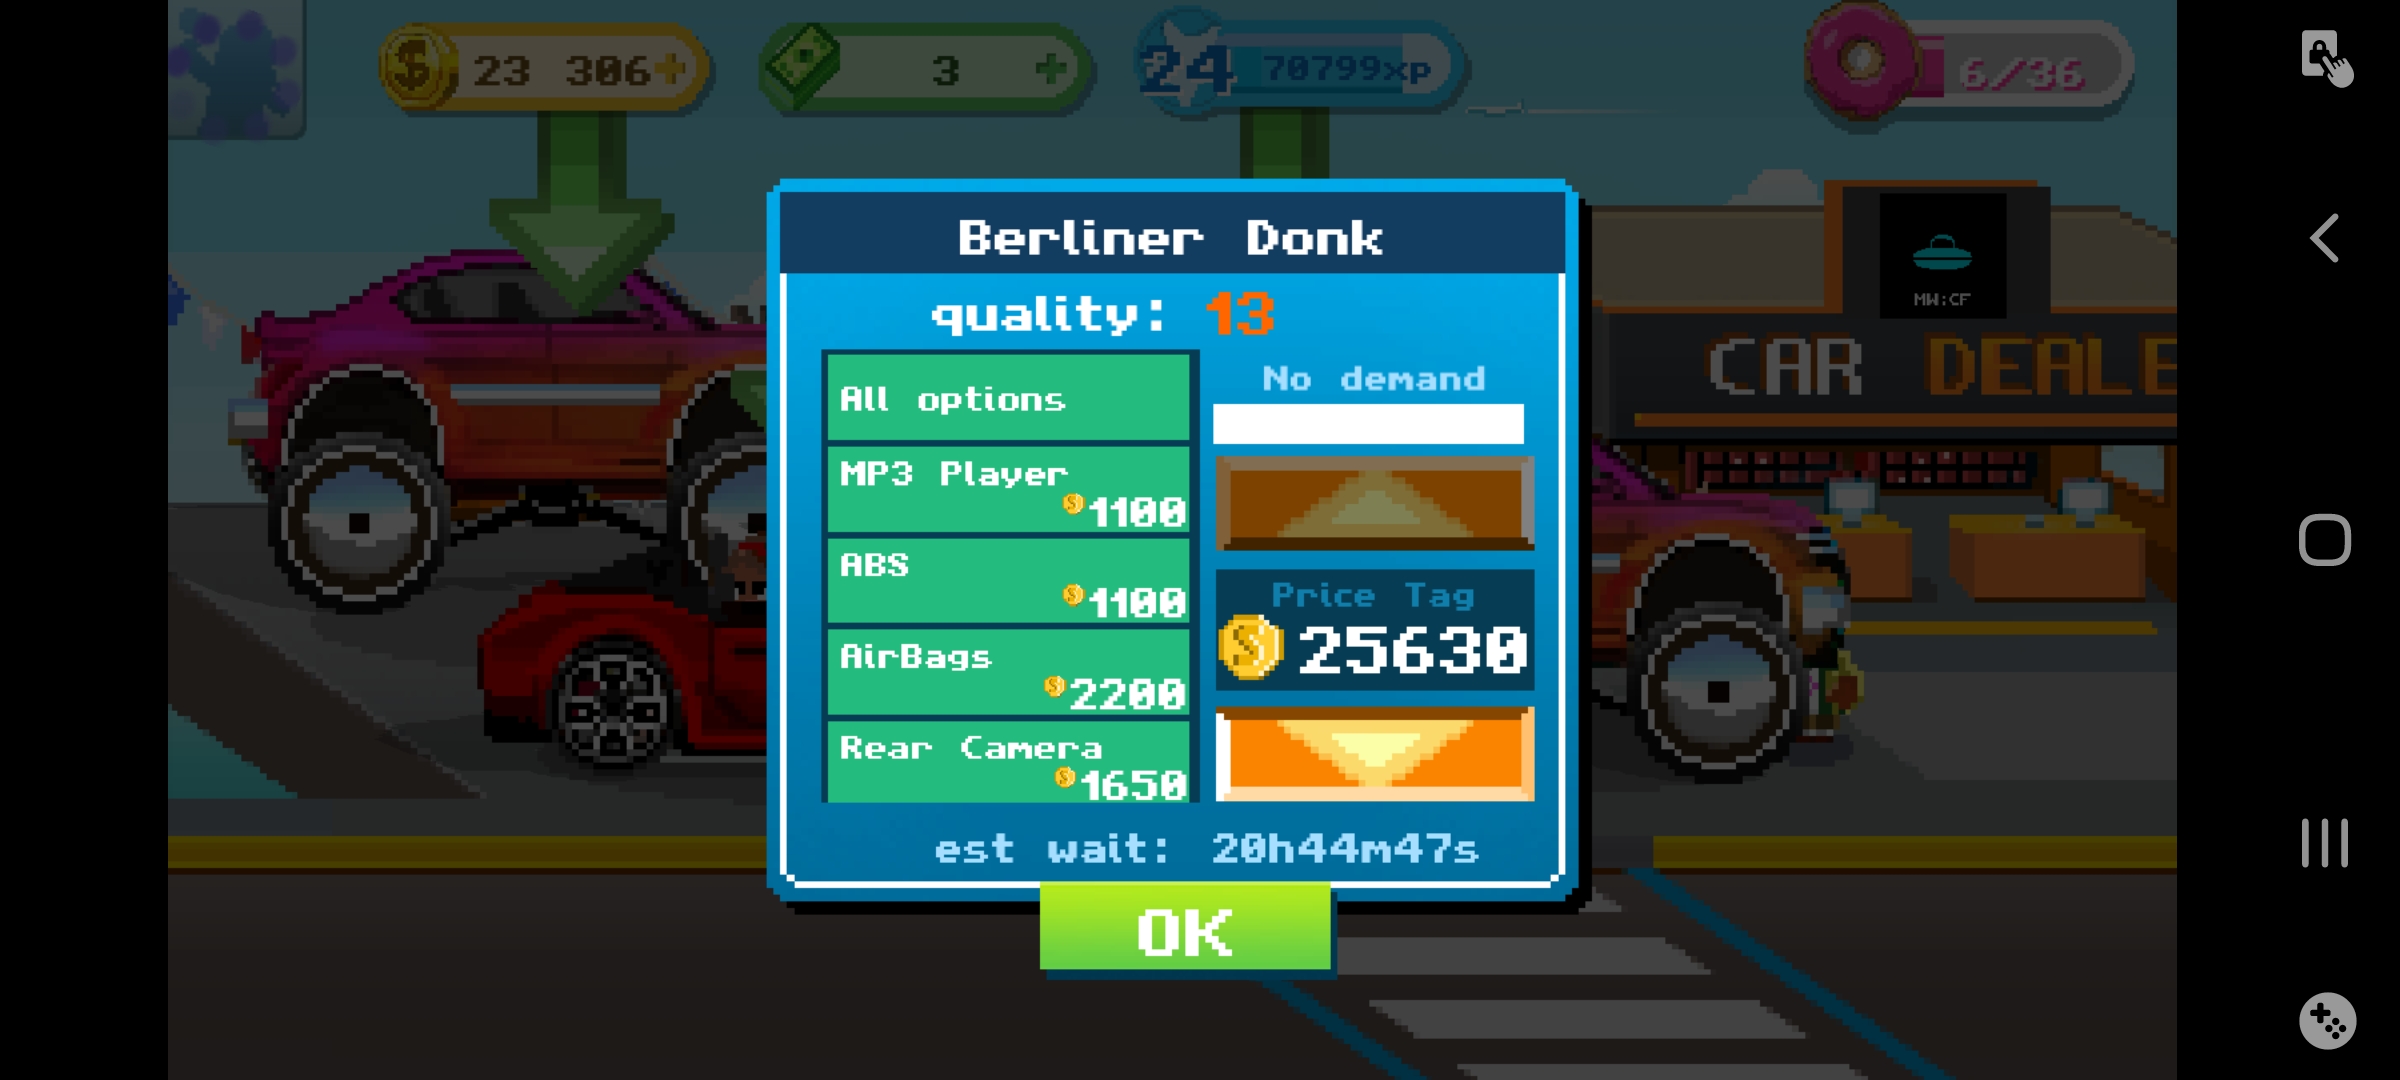 23 306
3
24 70799xp
6/36
Berliner Donk
quality: 13
All options
MP3 Player
1100
ABS
1100
AirBags
2200
Rear Camera
1650
No demand
Price Tag
25630
est wait: 20h44m47s
OK
MW:CF
CAR DEALE